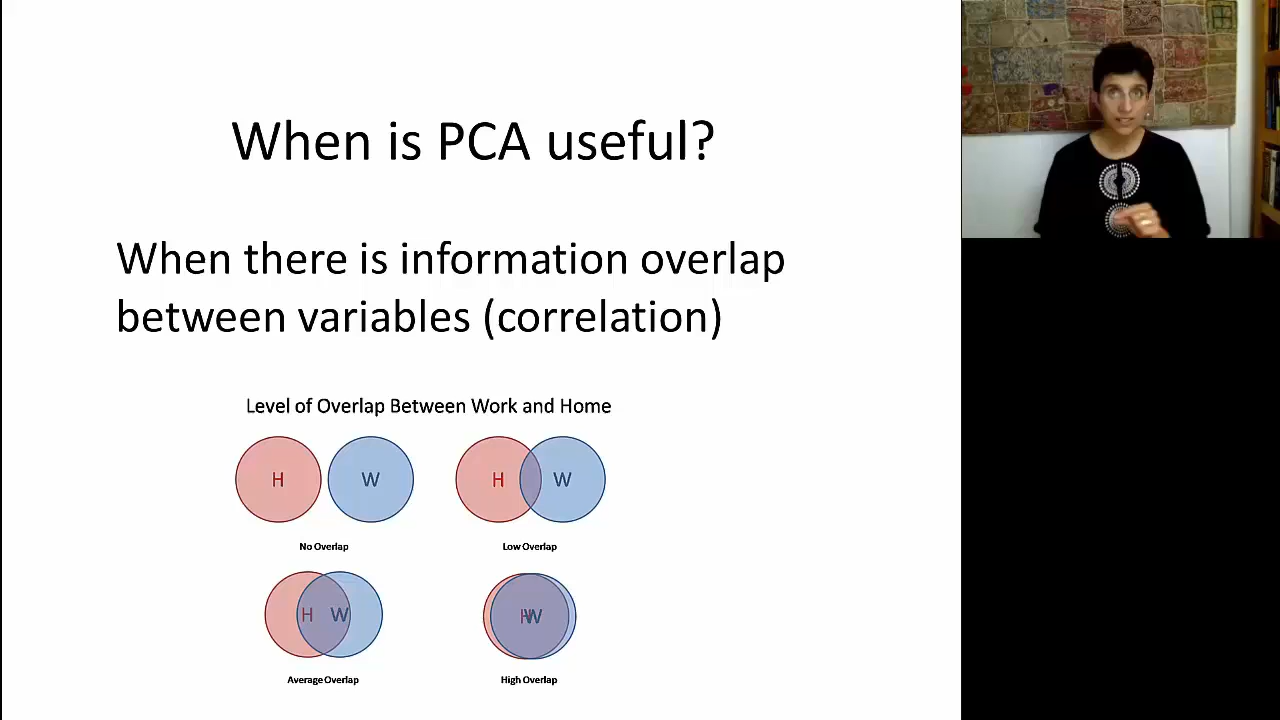 When is PCA useful?
When there is information overlap
between variables (correlation)
Level of Overlap Between Work and Home
H W H W
No Overlap Low Overlap
H W H W
Average Overlap High Overlap